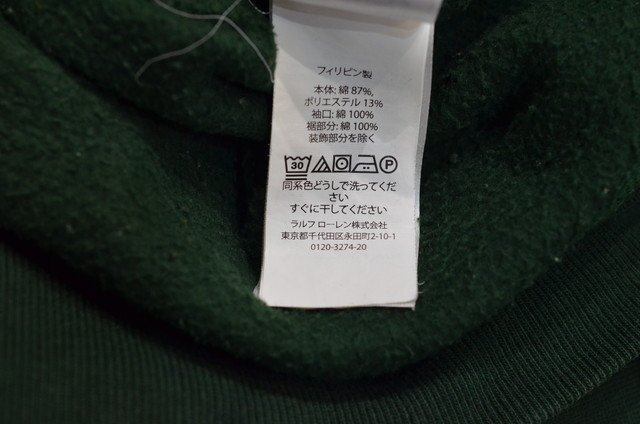 フィリピン製
本体: 綿 87%,
ポリエステル 13%
袖口: 綿 100%
裾部分: 綿 100%
装飾部分を除く
30 P
同系色どうしで洗ってくだ
さい
すぐに干してください
ラルフ ローレン株式会社
東京都千代田区永田町2-10-1
0120-3274-20